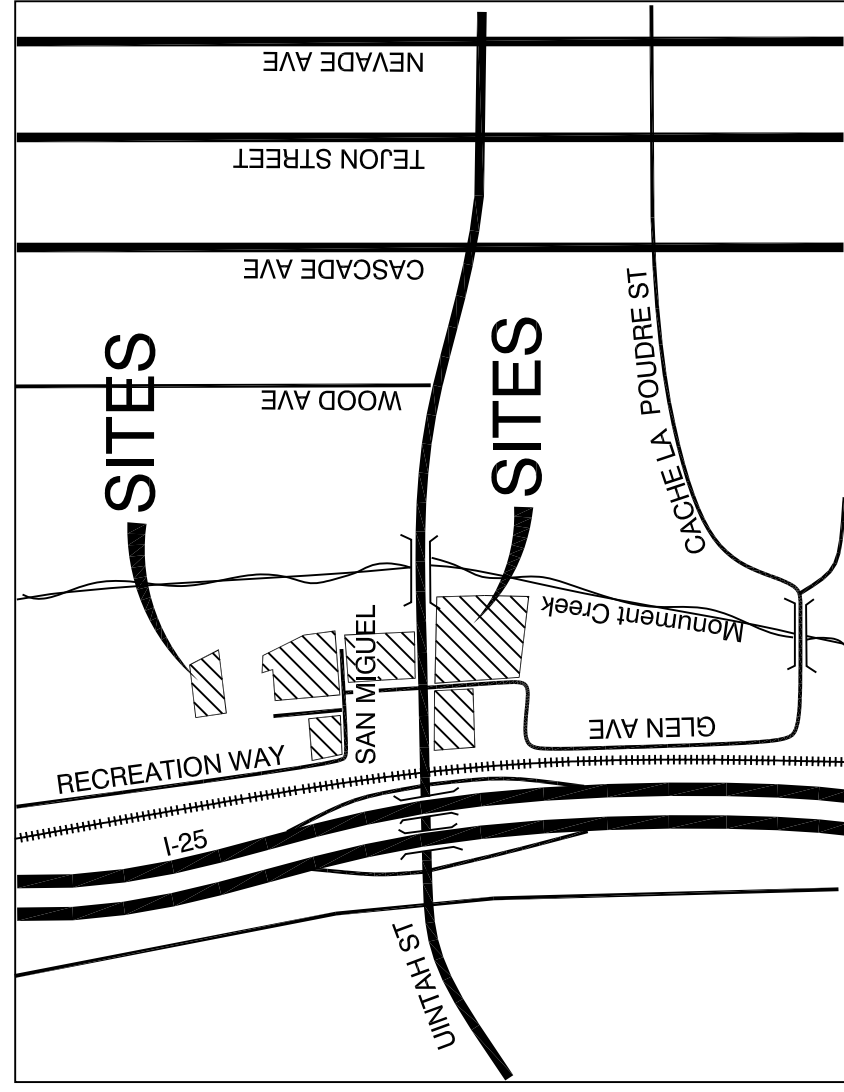 NEVADE AVE
TEJON STREET
CASCADE AVE
WOOD AVE
SITES
SITES
CACHE LA POUDRE ST
Monument Creek
SAN MIGUEL
GLEN AVE
RECREATION WAY
I-25
UINTAH ST